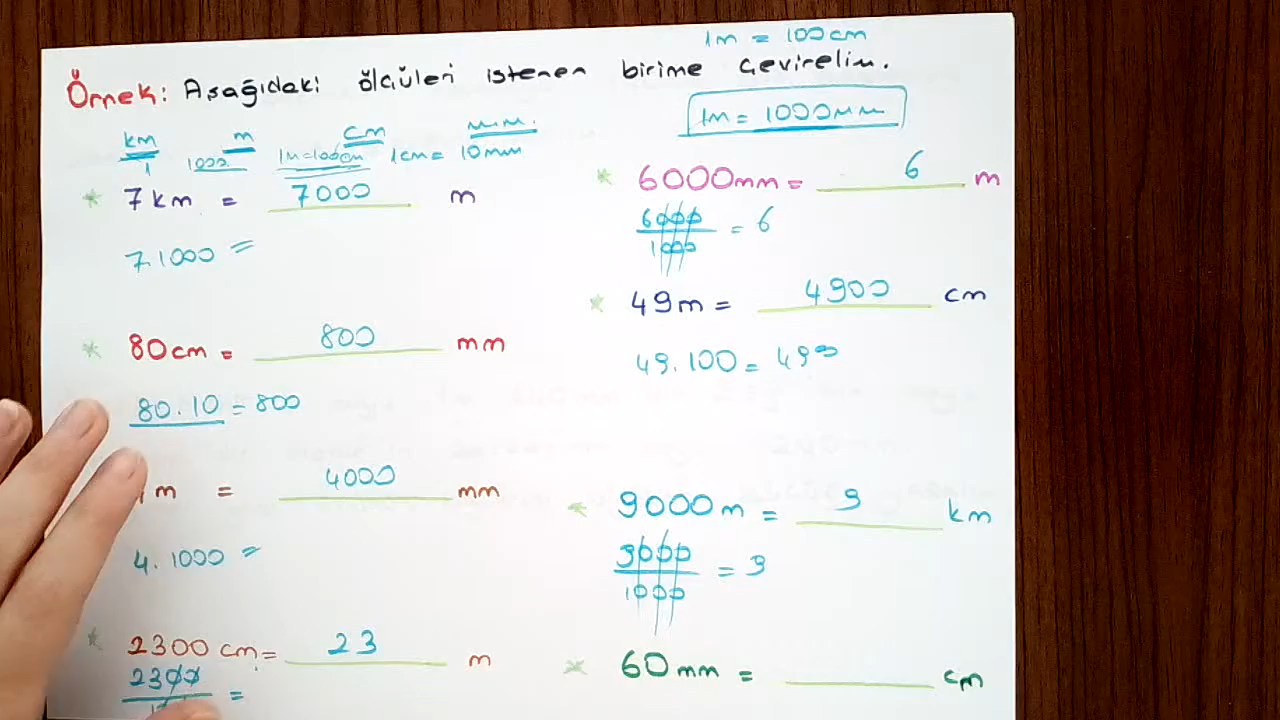 1m = 100cm
Örnek: Aşağıdaki ölçüleri istenen birime çevirelim.
1m = 1000mm
km m cm mm.
1 1000 1m=100cm 1cm= 10mm
* 7km = 7000 m
7.1000 =
* 80cm = 800 mm
80.10 = 800
m = 4000 mm
4.1000 =
* 2300 cm= 23 m
2300 =
* 6000mm= 6 m
6000
1000 = 6
* 49m = 4900 cm
49.100 = 4900
* 9000m = 9 km
9000
1000 = 9
* 60mm = cm